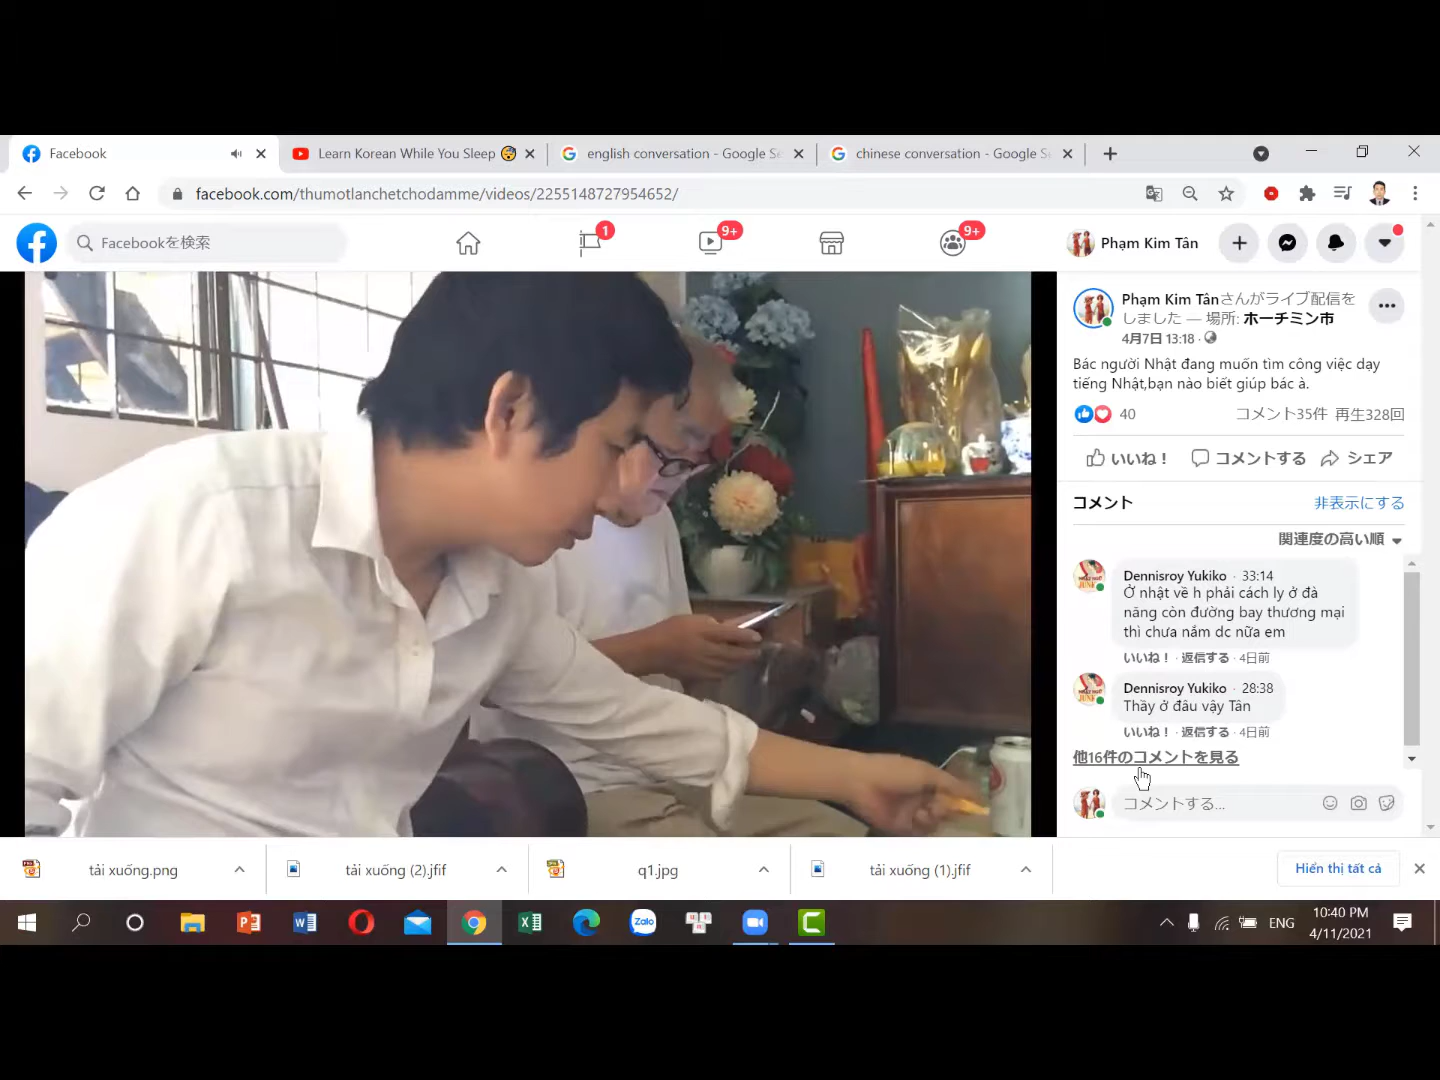 Facebook
Learn Korean While You Sleep 😴
english conversation - Google Se
chinese conversation - Google S
facebook.com/thumotlanchetchodamme/videos/2255148727954652/
Facebookを検索
1
9+
9+
Phạm Kim Tân
Phạm Kim Tânさんがライブ配信を
しました — 場所: ホーチミン市
4月7日 13:18 ·
Bác người Nhật đang muốn tìm công việc dạy
tiếng Nhật,bạn nào biết giúp bác à.
40
コメント35件 再生328回
いいね！
コメントする
シェア
コメント
非表示にする
関連度の高い順
Dennisroy Yukiko · 33:14
Ở nhật về h phải cách ly ở đà
năng còn đường bay thương mại
thì chưa nắm dc nữa em
いいね！ · 返信する · 4日前
Dennisroy Yukiko · 28:38
Thầy ở đâu vậy Tân
いいね！ · 返信する · 4日前
他16件のコメントを見る
コメントする...
tải xuống.png
tải xuống (2).jfif
q1.jpg
tải xuống (1).jfif
Hiển thị tất cả
Zalo
ENG
10:40 PM
4/11/2021